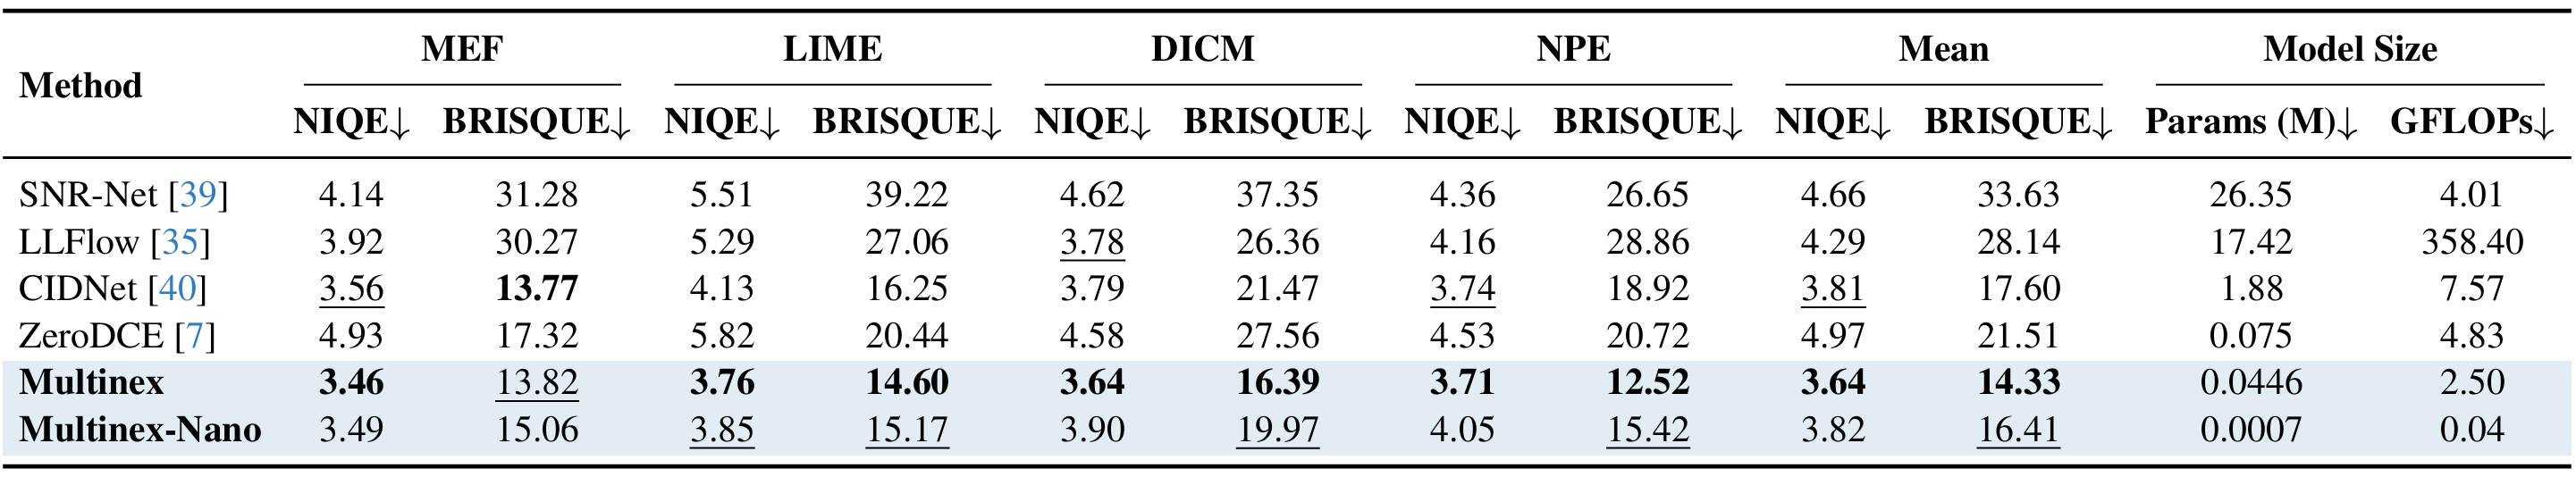 MEF LIME DICM NPE Mean Model Size
Method
NIQE↓ BRISQUE↓ NIQE↓ BRISQUE↓ NIQE↓ BRISQUE↓ NIQE↓ BRISQUE↓ NIQE↓ BRISQUE↓ Params (M)↓ GFLOPs↓
SNR-Net [39] 4.14 31.28 5.51 39.22 4.62 37.35 4.36 26.65 4.66 33.63 26.35 4.01
LLFlow [35] 3.92 30.27 5.29 27.06 3.78 26.36 4.16 28.86 4.29 28.14 17.42 358.40
CIDNet [40] 3.56 13.77 4.13 16.25 3.79 21.47 3.74 18.92 3.81 17.60 1.88 7.57
ZeroDCE [7] 4.93 17.32 5.82 20.44 4.58 27.56 4.53 20.72 4.97 21.51 0.075 4.83
Multinex 3.46 13.82 3.76 14.60 3.64 16.39 3.71 12.52 3.64 14.33 0.0446 2.50
Multinex-Nano 3.49 15.06 3.85 15.17 3.90 19.97 4.05 15.42 3.82 16.41 0.0007 0.04